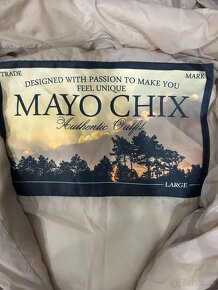 TRADE MARK
DESIGNED WITH PASSION TO MAKE YOU
FEEL UNIQUE
MAYO CHIX
Authentic Outfit
LARGE